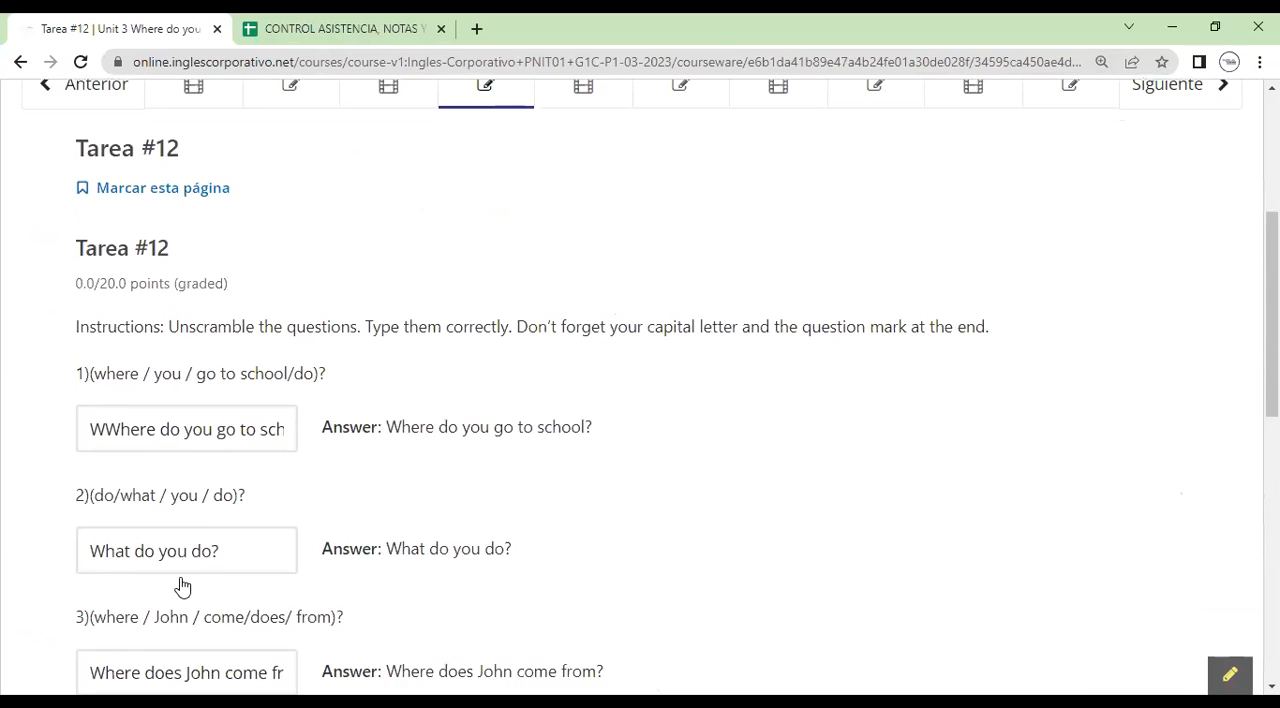 Tarea #12 | Unit 3 Where do you
CONTROL ASISTENCIA, NOTAS Y
online.inglescorporativo.net/courses/course-v1:Ingles-Corporativo+PNIT01+G1C-P1-03-2023/courseware/e6b1da41b89e47a4b24fe01a30de028f/34595ca450ae4d...
Anterior
Siguiente
Tarea #12
Marcar esta página
Tarea #12
0.0/20.0 points (graded)
Instructions: Unscramble the questions. Type them correctly. Don't forget your capital letter and the question mark at the end.
1)(where / you / go to school/do)?
WWhere do you go to sch
Answer: Where do you go to school?
2)(do/what / you / do)?
What do you do?
Answer: What do you do?
3)(where / John / come/does/ from)?
Where does John come fr
Answer: Where does John come from?